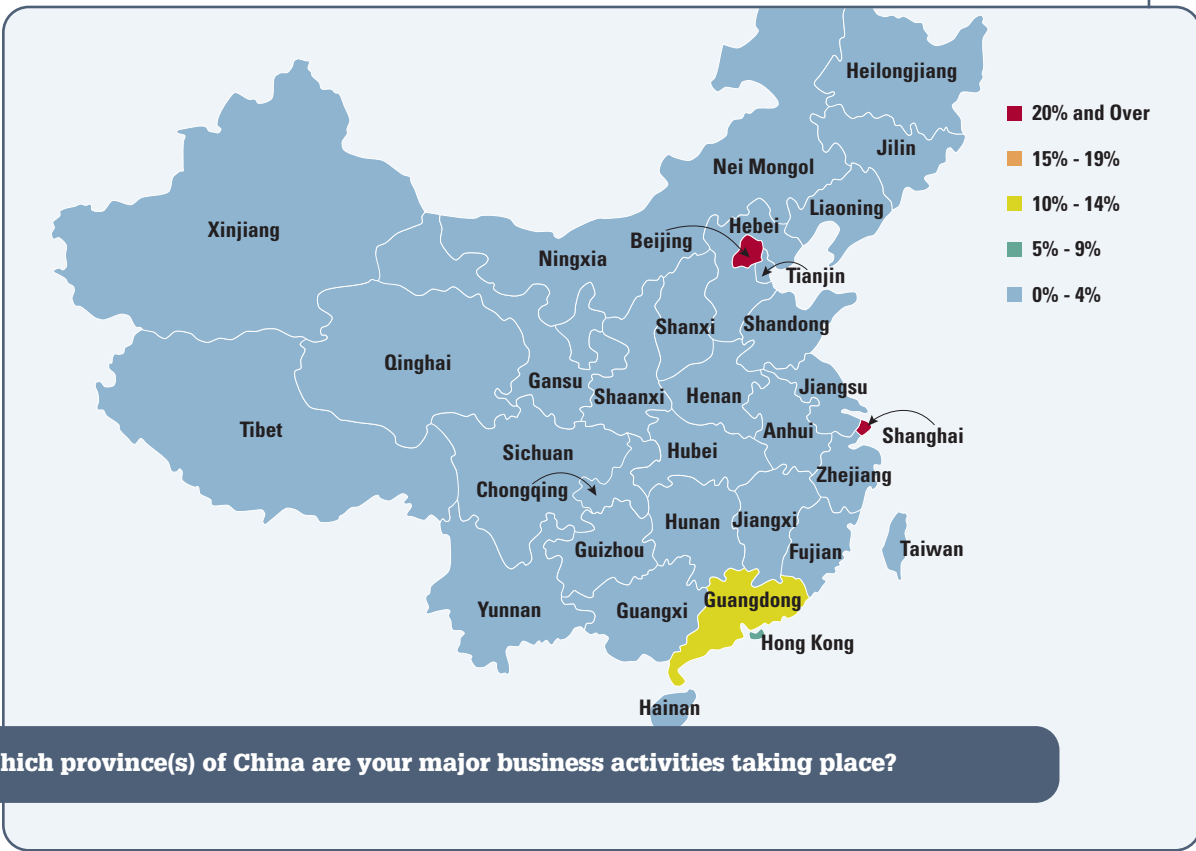 Heilongjiang
20% and Over
Jilin
15% - 19%
Nei Mongol
10% - 14%
Liaoning
Xinjiang
Hebei
Beijing
5% - 9%
Ningxia
Tianjin
0% - 4%
Shanxi
Shandong
Qinghai
Gansu
Jiangsu
Shaanxi
Henan
Tibet
Anhui
Shanghai
Sichuan
Hubei
Zhejiang
Chongqing
Hunan
Jiangxi
Guizhou
Fujian
Taiwan
Yunnan
Guangxi
Guangdong
Hong Kong
Hainan
hich province(s) of China are your major business activities taking place?